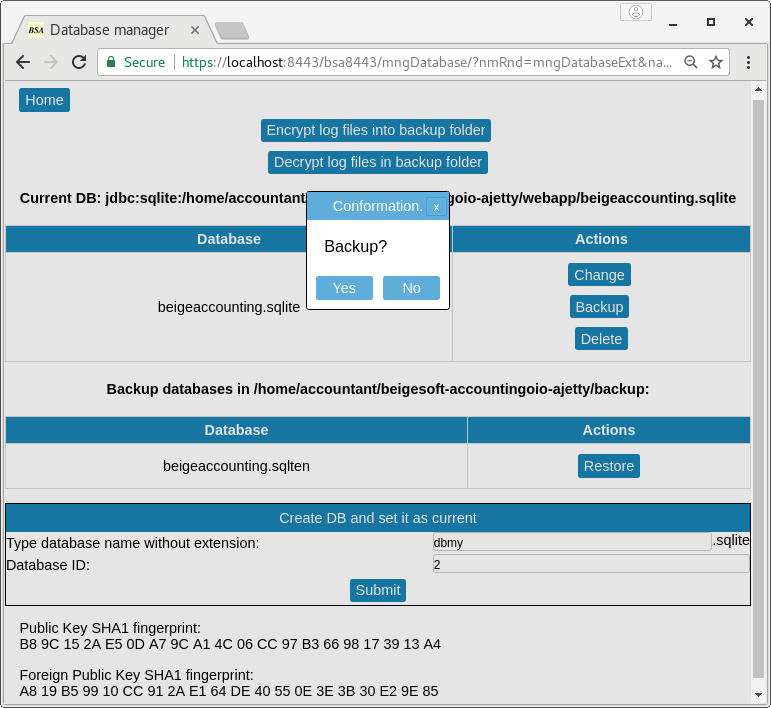 BSA Database manager
Secure https://localhost:8443/bsa8443/mngDatabase/?nmRnd=mngDatabaseExt&na...
Home
Encrypt log files into backup folder
Decrypt log files in backup folder
Current DB: jdbc:sqlite:/home/accountant goio-ajetty/webapp/beigeaccounting.sqlite
Conformation. x
Backup?
Yes No
Database Actions
beigeaccounting.sqlite
Change
Backup
Delete
Backup databases in /home/accountant/beigesoft-accountingoio-ajetty/backup:
Database Actions
beigeaccounting.sqlten Restore
Create DB and set it as current
Type database name without extension: dbmy .sqlite
Database ID: 2
Submit
Public Key SHA1 fingerprint:
B8 9C 15 2A E5 0D A7 9C A1 4C 06 CC 97 B3 66 98 17 39 13 A4
Foreign Public Key SHA1 fingerprint:
A8 19 B5 99 10 CC 91 2A E1 64 DE 40 55 0E 3E 3B 30 E2 9E 85